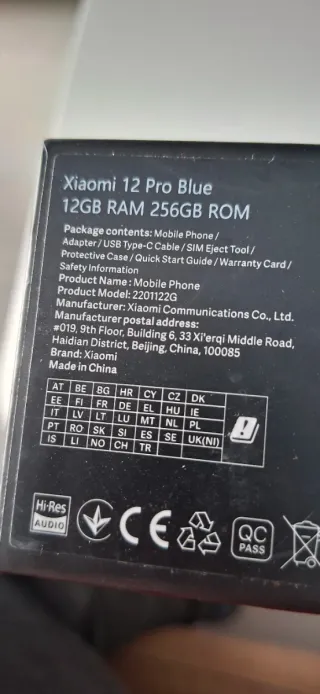 Xiaomi 12 Pro Blue
12GB RAM 256GB ROM
Package contents: Mobile Phone /
Adapter / USB Type-C Cable / SIM Eject Tool /
Protective Case / Quick Start Guide / Warranty Card /
Safety Information
Product Name: Mobile Phone
Product Model: 2201122G
Manufacturer: Xiaomi Communications Co., Ltd.
Manufacturer postal address:
#019, 9th Floor, Building 6, 33 Xi'erqi Middle Road,
Haidian District, Beijing, China, 100085
Brand: Xiaomi
Made in China
AT BE BG HR CY CZ DK
EE FI FR DE EL HU IE
IT LV LT LU MT NL PL
PT RO SK SI ES SE UK(NI)
IS LI NO CH TR
Hi-Res
AUDIO
CE
QC
PASS